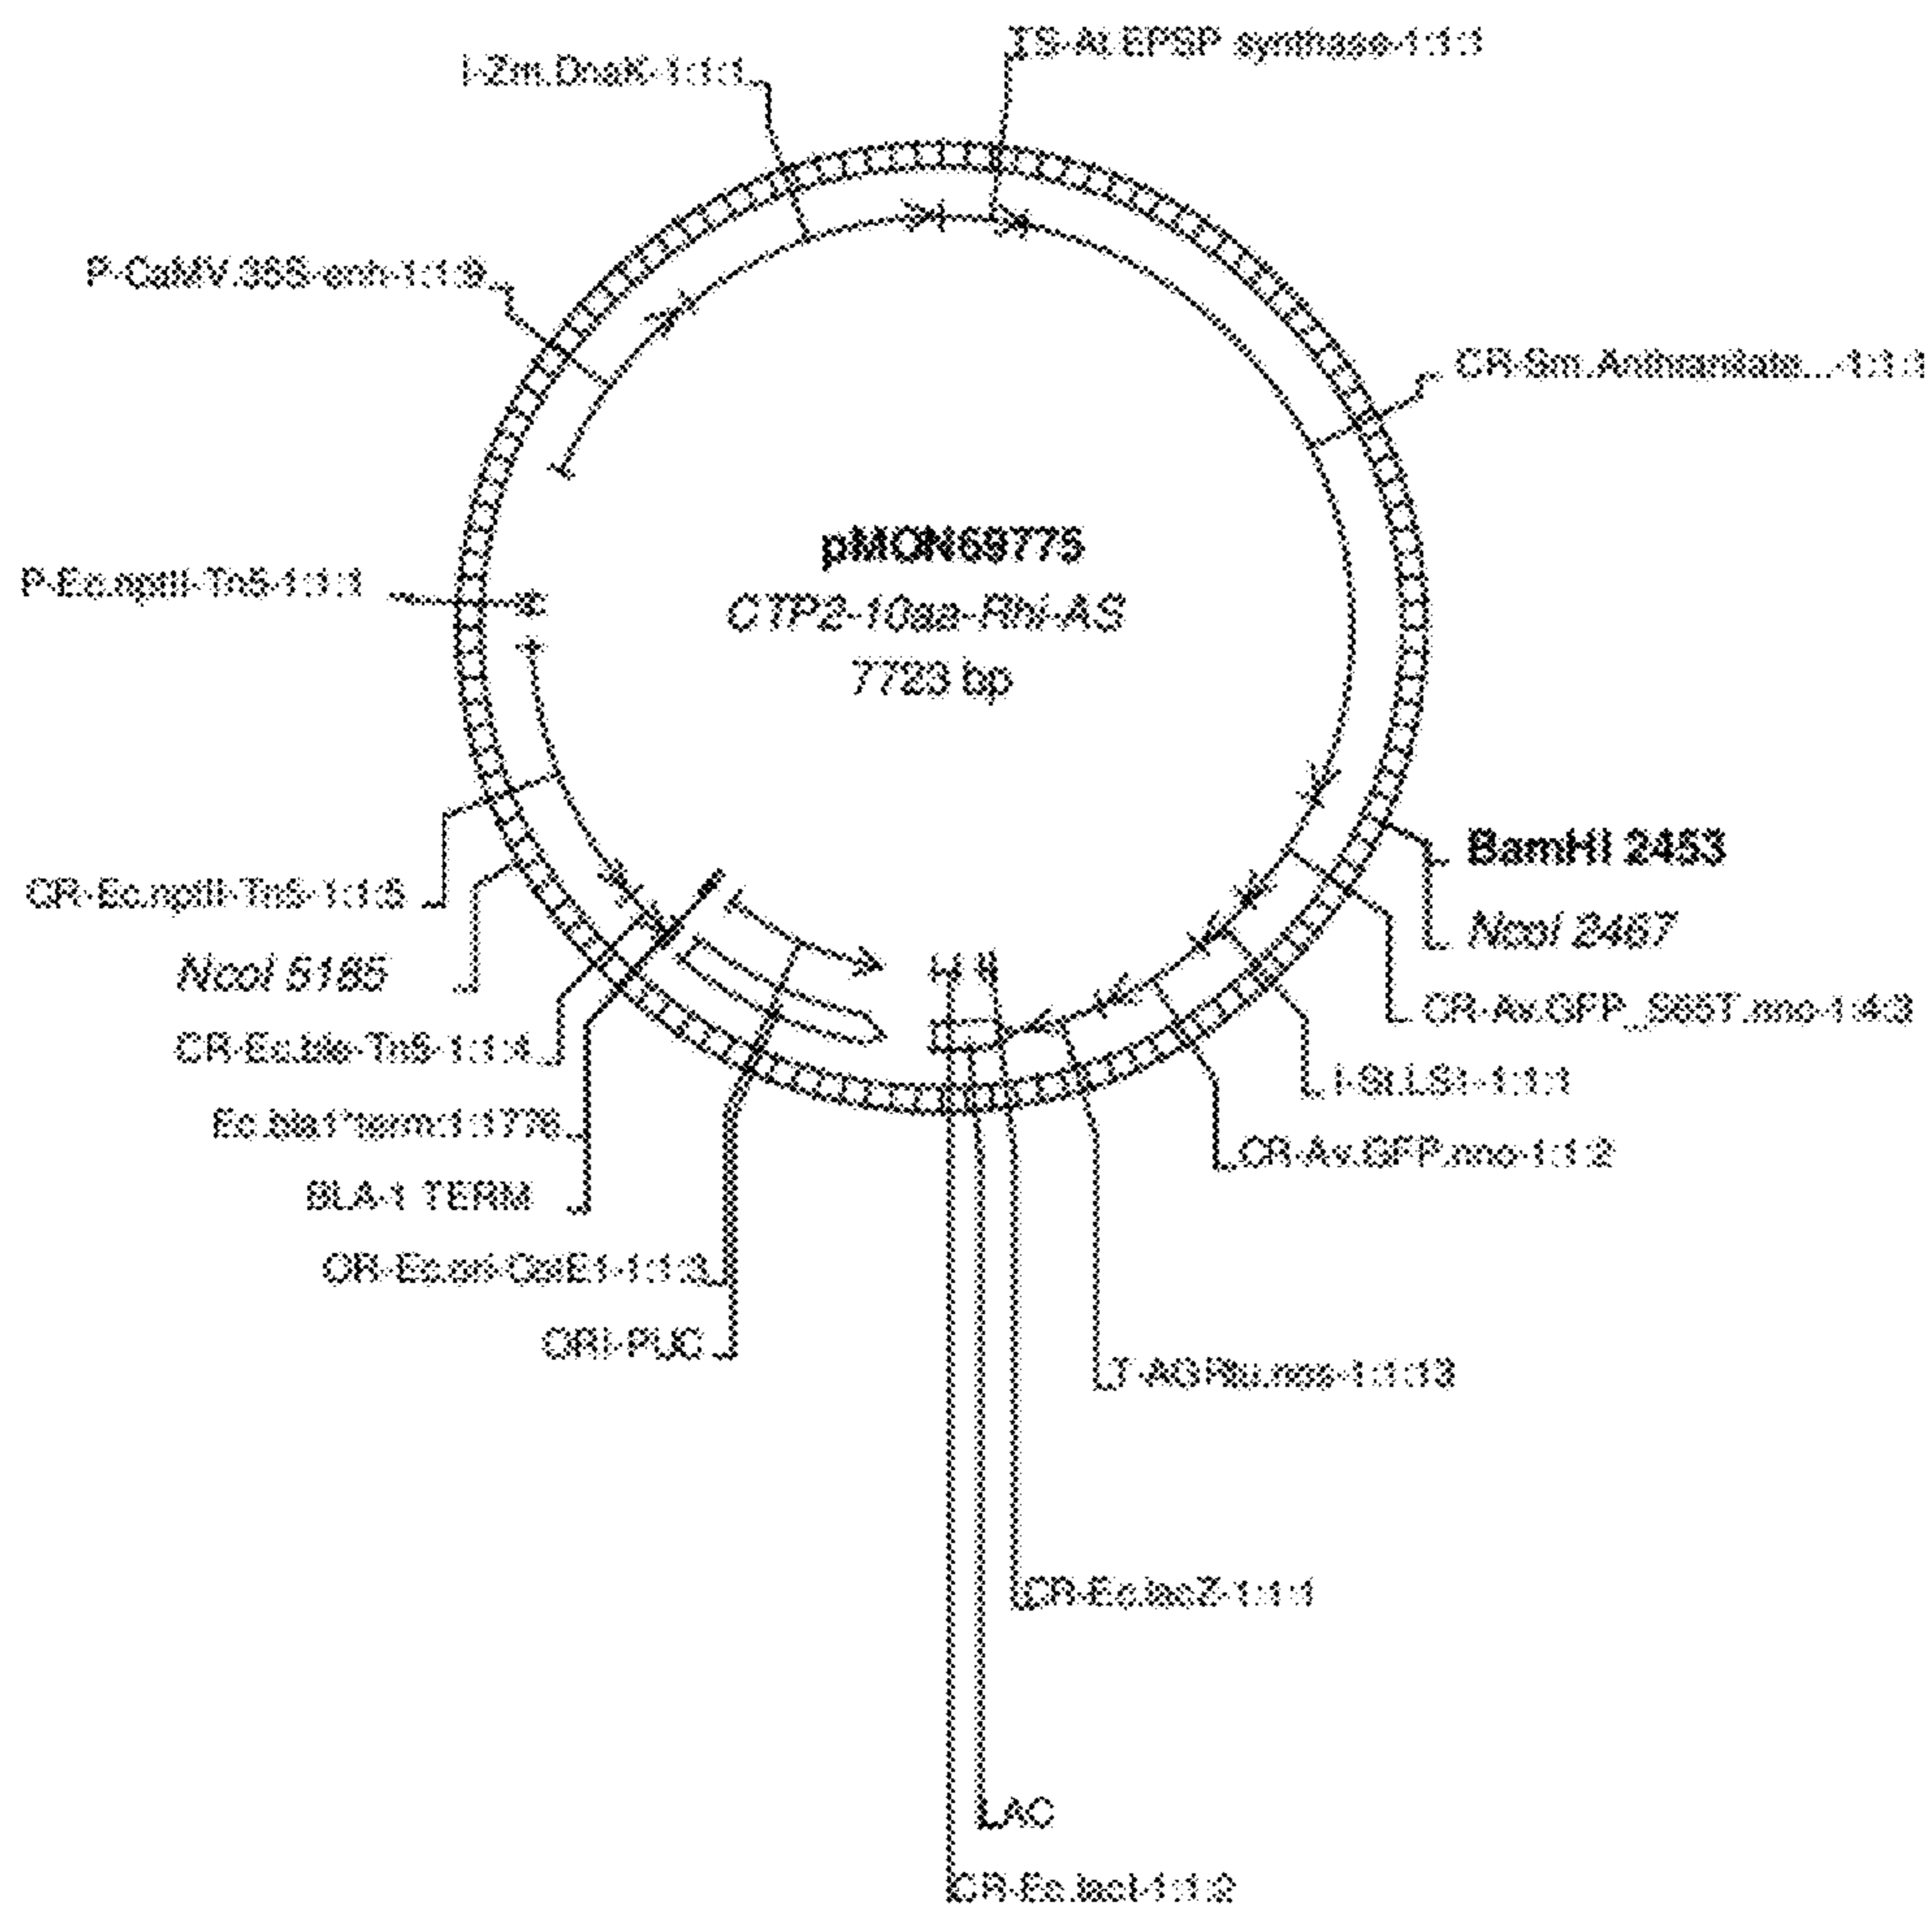 TS-At.EPSP synthase-1:1:1
I-Zm.DnaK-1:1:1
P-CaMV.35S-enh-1:1:9
CR-Sm.Anthranilate...-1:1:1
pMON69775
CTP2-10aa-Rhi-AS
7723 bp
P-Ec.nptII-Tn5-1:1:1
BamHI 2453
CR-Ec.nptII-Tn5-1:1:5
NcoI 2467
NcoI 5185
CR-Av.GFP_S65T.nno-1:4:3
CR-Ec.ble-Tn5-1:1:4
I-St.LS1-1:1:1
Ec.bla1'term:1:1776
CR-Av.GFP.nno-1:1:2
BLA-1 TERM
OR-Ec.ori-ColE1-1:1:3
ORI-PUC
T-AGRtu.nos-1:1:13
CR-Ec.lacZ-1:1:1
LAC
CR-Ec.lacI-1:1:2